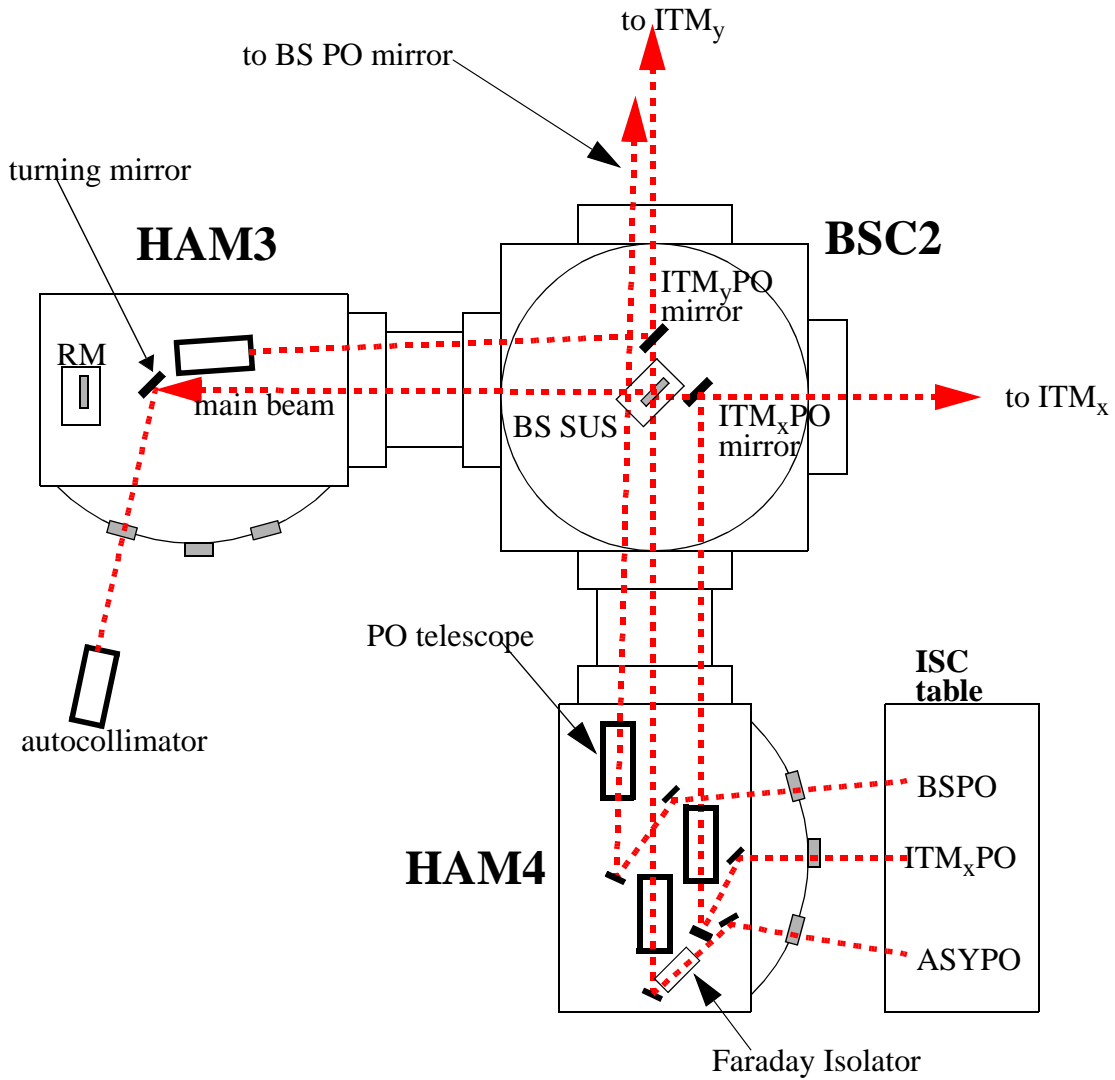 to ITMy
to BS PO mirror
turning mirror
HAM3
BSC2
ITMyPO
mirror
RM
main beam
BS SUS
ITMxPO
mirror
to ITMx
PO telescope
ISC
table
autocollimator
BSPO
HAM4
ITMxPO
ASYPO
Faraday Isolator